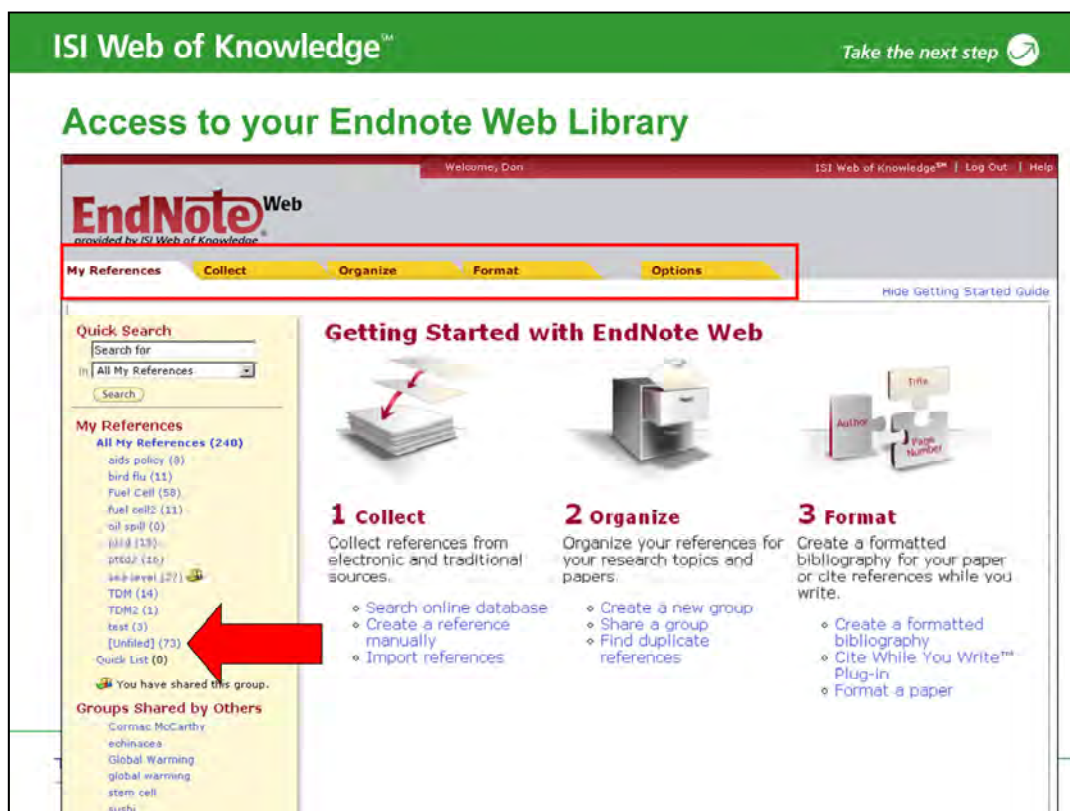 ISI Web of Knowledge℠
Take the next step
Access to your Endnote Web Library
Welcome, Don
ISI Web of Knowledge℠ | Log Out | Help
EndNote Web
provided by ISI Web of Knowledge
My References Collect Organize Format Options
Hide Getting Started Guide
Quick Search
Search for
in All My References
Search
My References
All My References (240)
aids policy (8)
bird flu (11)
Fuel Cell (58)
fuel cell2 (11)
oil spill (0)
sea level (27)
TDM (14)
TDM2 (1)
test (3)
[Unfiled] (73)
Quick List (0)
You have shared this group.
Groups Shared by Others
Cormac McCarthy
echinacea
Global Warming
global warming
stem cell
sushi
Getting Started with EndNote Web
Title
Author
Page Number
1 Collect
Collect references from
electronic and traditional
sources.
Search online database
Create a reference
manually
Import references
2 Organize
Organize your references for
your research topics and
papers.
Create a new group
Share a group
Find duplicate
references
3 Format
Create a formatted
bibliography for your paper
or cite references while you
write.
Create a formatted
bibliography
Cite While You Write™
Plug-in
Format a paper